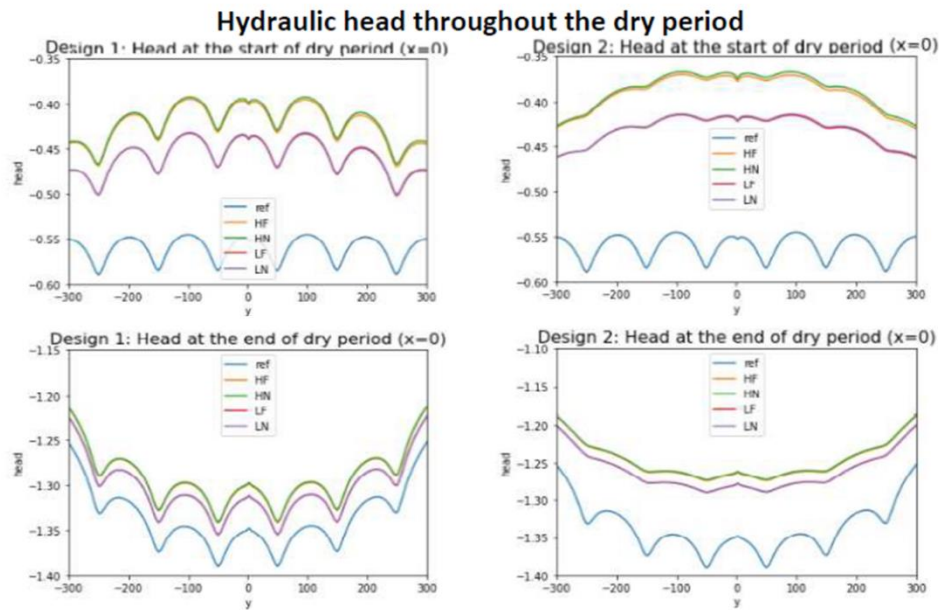 Hydraulic head throughout the dry period
Design 1: Head at the start of dry period (x=0)
−0.35
−0.40
−0.45
−0.50
−0.55
−0.60
head
ref
HF
HN
LF
LN
−300 −200 −100 0 100 200 300
y
Design 2: Head at the start of dry period (x=0)
−0.35
−0.40
−0.45
−0.50
−0.55
−0.60
head
ref
HF
HN
LF
LN
−300 −200 −100 0 100 200 300
y
Design 1: Head at the end of dry period (x=0)
−1.15
−1.20
−1.25
−1.30
−1.35
−1.40
head
ref
HF
HN
LF
LN
−300 −200 −100 0 100 200 300
y
Design 2: Head at the end of dry period (x=0)
−1.10
−1.15
−1.20
−1.25
−1.30
−1.35
−1.40
head
ref
HF
HN
LF
LN
−300 −200 −100 0 100 200 300
y